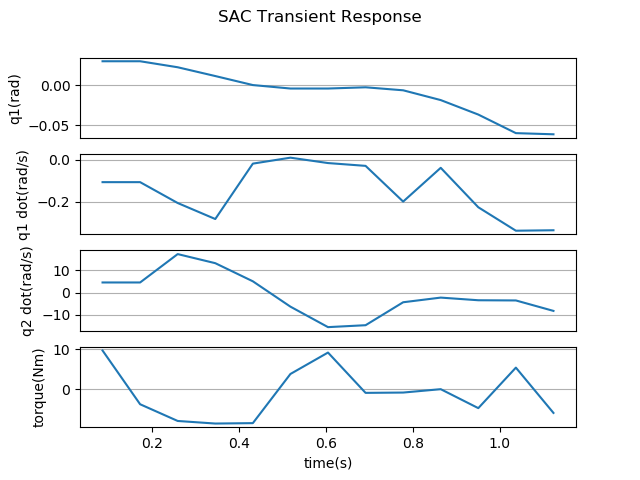 SAC Transient Response
q1(rad)
0.00
−0.05
q1 dot(rad/s)
0.0
−0.2
q2 dot(rad/s)
10
0
−10
torque(Nm)
10
0
0.2 0.4 0.6 0.8 1.0
time(s)